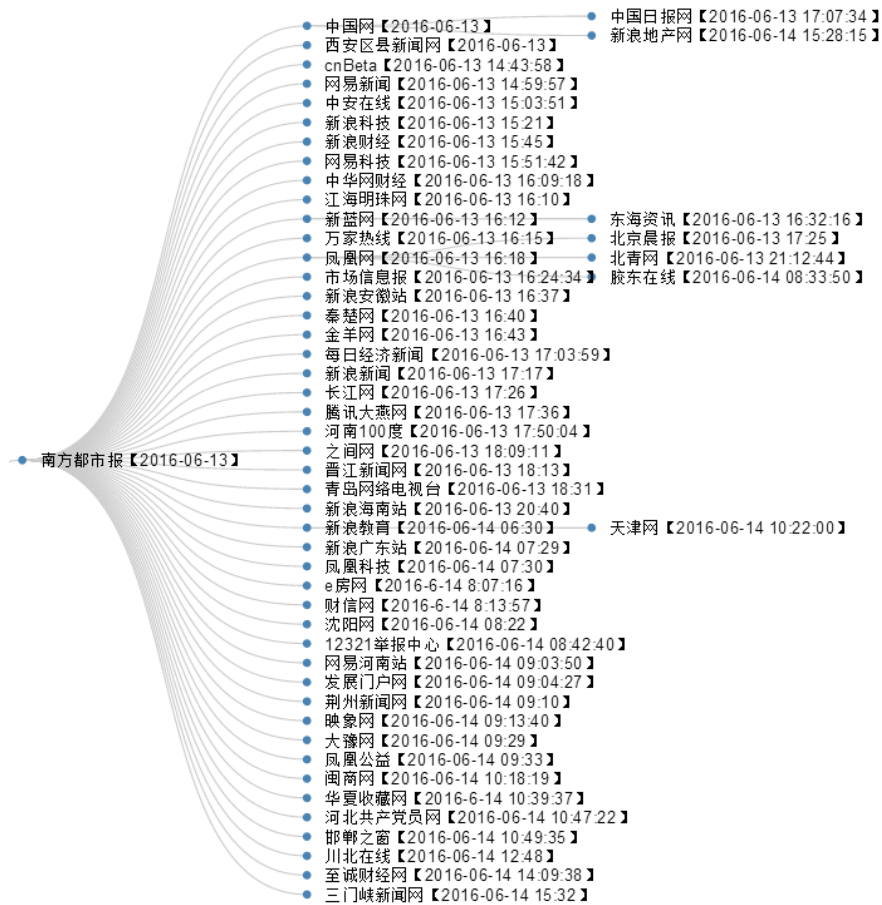 南方都市报【2016-06-13】
中国网【2016-06-13】
西安区县新闻网【2016-06-13】
cnBeta【2016-06-13 14:43:58】
网易新闻【2016-06-13 14:59:57】
中安在线【2016-06-13 15:03:51】
新浪科技【2016-06-13 15:21】
新浪财经【2016-06-13 15:45】
网易科技【2016-06-13 15:51:42】
中华网财经【2016-06-13 16:09:18】
江海明珠网【2016-06-13 16:10】
新蓝网【2016-06-13 16:12】
万家热线【2016-06-13 16:15】
凤凰网【2016-06-13 16:18】
市场信息报【2016-06-13 16:24:34】
新浪安徽站【2016-06-13 16:37】
秦楚网【2016-06-13 16:40】
金羊网【2016-06-13 16:43】
每日经济新闻【2016-06-13 17:03:59】
新浪新闻【2016-06-13 17:17】
长江网【2016-06-13 17:26】
腾讯大燕网【2016-06-13 17:36】
河南100度【2016-06-13 17:50:04】
之间网【2016-06-13 18:09:11】
晋江新闻网【2016-06-13 18:13】
青岛网络电视台【2016-06-13 18:31】
新浪海南站【2016-06-13 20:40】
新浪教育【2016-06-14 06:30】
新浪广东站【2016-06-14 07:29】
凤凰科技【2016-06-14 07:30】
e房网【2016-6-14 8:07:16】
财信网【2016-6-14 8:13:57】
沈阳网【2016-06-14 08:22】
12321举报中心【2016-06-14 08:42:40】
网易河南站【2016-06-14 09:03:50】
发展门户网【2016-06-14 09:04:27】
荆州新闻网【2016-06-14 09:10】
映象网【2016-06-14 09:13:40】
大豫网【2016-06-14 09:29】
凤凰公益【2016-06-14 09:33】
闽商网【2016-06-14 10:18:19】
华夏收藏网【2016-6-14 10:39:37】
河北共产党员网【2016-06-14 10:47:22】
邯郸之窗【2016-06-14 10:49:35】
川北在线【2016-06-14 12:48】
至诚财经网【2016-06-14 14:09:38】
三门峡新闻网【2016-06-14 15:32】
中国日报网【2016-06-13 17:07:34】
新浪地产网【2016-06-14 15:28:15】
东海资讯【2016-06-13 16:32:16】
北京晨报【2016-06-13 17:25】
北青网【2016-06-13 21:12:44】
胶东在线【2016-06-14 08:33:50】
天津网【2016-06-14 10:22:00】